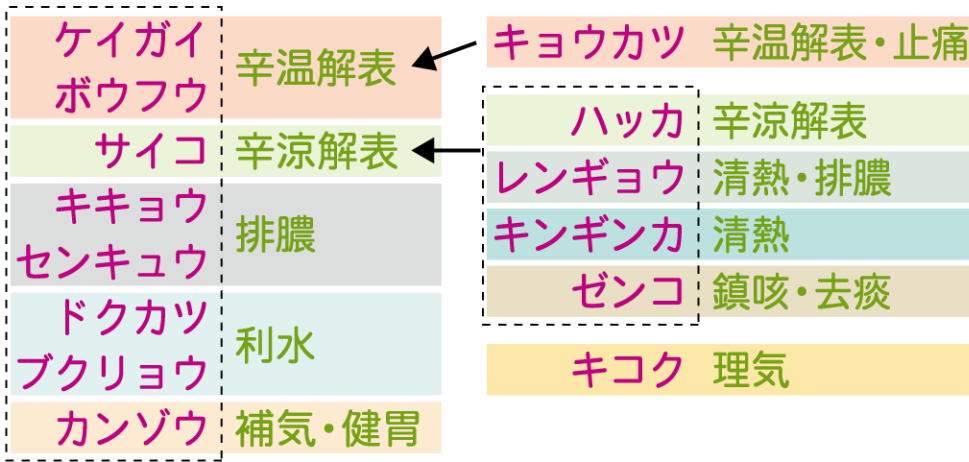 ケイガイ
ボウフウ
辛温解表
サイコ
辛涼解表
キキョウ
センキュウ
排膿
ドクカツ
ブクリョウ
利水
カンゾウ
補気・健胃
キョウカツ
辛温解表・止痛
ハッカ
辛涼解表
レンギョウ
清熱・排膿
キンギンカ
清熱
ゼンコ
鎮咳・去痰
キコク
理気